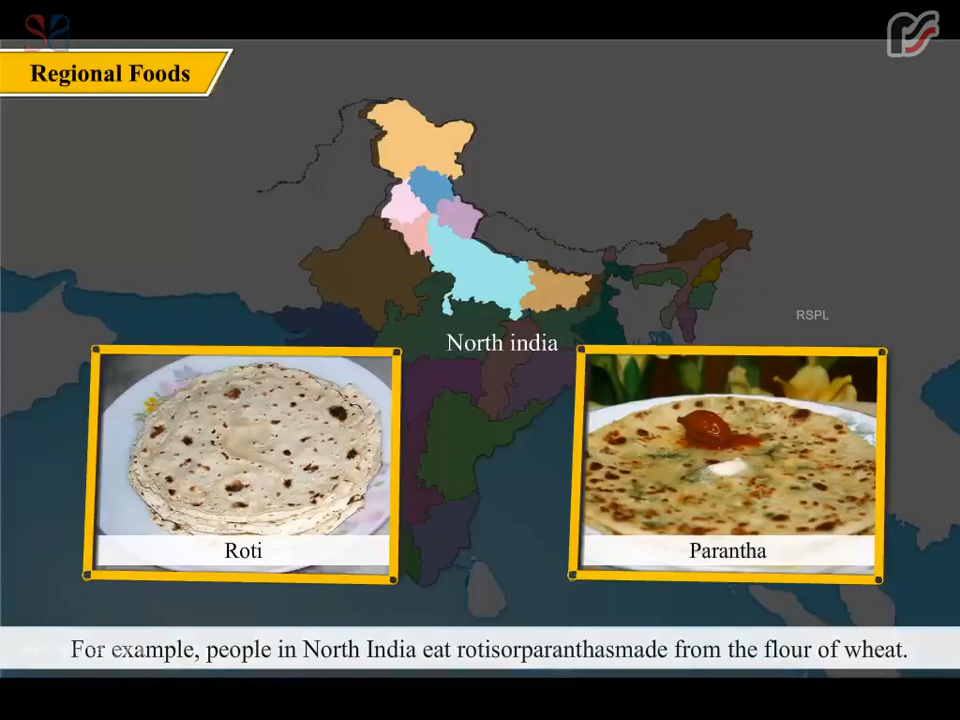 Regional Foods
RSPL
North india
Roti
Parantha
For example, people in North India eat rotisorparanthasmade from the flour of wheat.